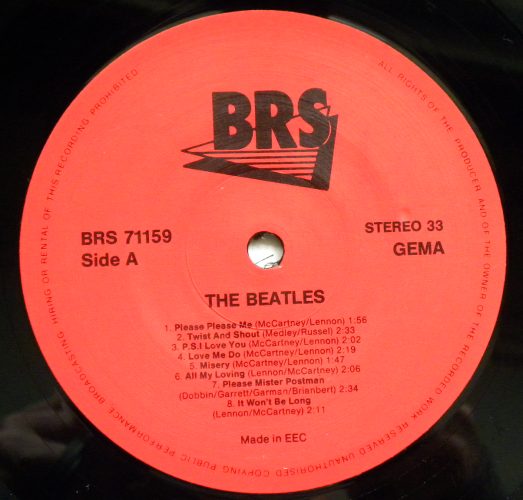 ALL RIGHTS OF THE PRODUCER AND OF THE OWNER OF THE RECORDED WORK RESERVED UNAUTHORISED COPYING PUBLIC PERFORMANCE BROADCASTING HIRING OR RENTAL OF THIS RECORDING PROHIBITED
BRS
BRS 71159
Side A
STEREO 33
GEMA
THE BEATLES
1. Please Please Me (McCartney/Lennon) 1:56
2. Twist And Shout (Medley/Russel) 2:33
3. P.S.I Love You (McCartney/Lennon) 2:02
4. Love Me Do (McCartney/Lennon) 2:19
5. Misery (McCartney/Lennon) 1:47
6. All My Loving (Lennon/McCartney) 2:06
7. Please Mister Postman
(Dobbin/Garrett/Garman/Brianbert) 2:34
8. It Won't Be Long
(Lennon/McCartney) 2:11
Made in EEC